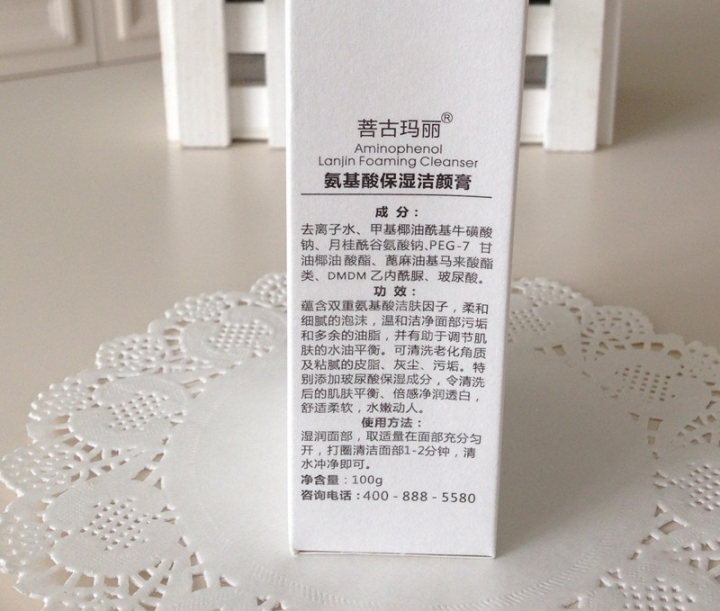 菩古玛丽®
Aminophenol
Lanjin Foaming Cleanser
氨基酸保湿洁颜膏
成 分：
去离子水、甲基椰油酰基牛磺酸
钠、月桂酰谷氨酸钠、PEG-7 甘
油椰油酸酯、蓖麻油基马来酸酯
类、DMDM 乙内酰脲、玻尿酸。
功 效：
蕴含双重氨基酸洁肤因子，柔和
细腻的泡沫，温和洁净面部污垢
和多余的油脂，并有助于调节肌
肤的水油平衡。可清洗老化角质
及粘腻的皮脂、灰尘、污垢。特
别添加玻尿酸保湿成分，令清洗
后的肌肤平衡、倍感净润透白，
舒适柔软，水嫩动人。
使用方法：
湿润面部，取适量在面部充分匀
开，打圈清洁面部1-2分钟，清
水冲净即可。
净含量：100g
咨询电话：400 - 888 - 5580